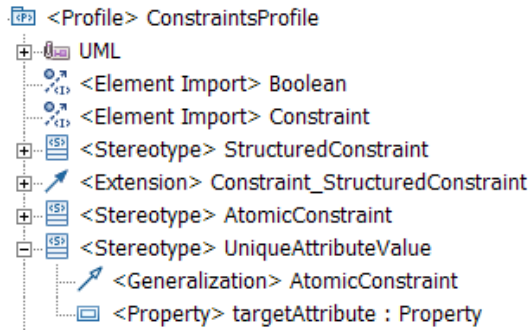 <Profile> ConstraintsProfile
UML
<Element Import> Boolean
<Element Import> Constraint
<Stereotype> StructuredConstraint
<Extension> Constraint_StructuredConstraint
<Stereotype> AtomicConstraint
<Stereotype> UniqueAttributeValue
<Generalization> AtomicConstraint
<Property> targetAttribute : Property